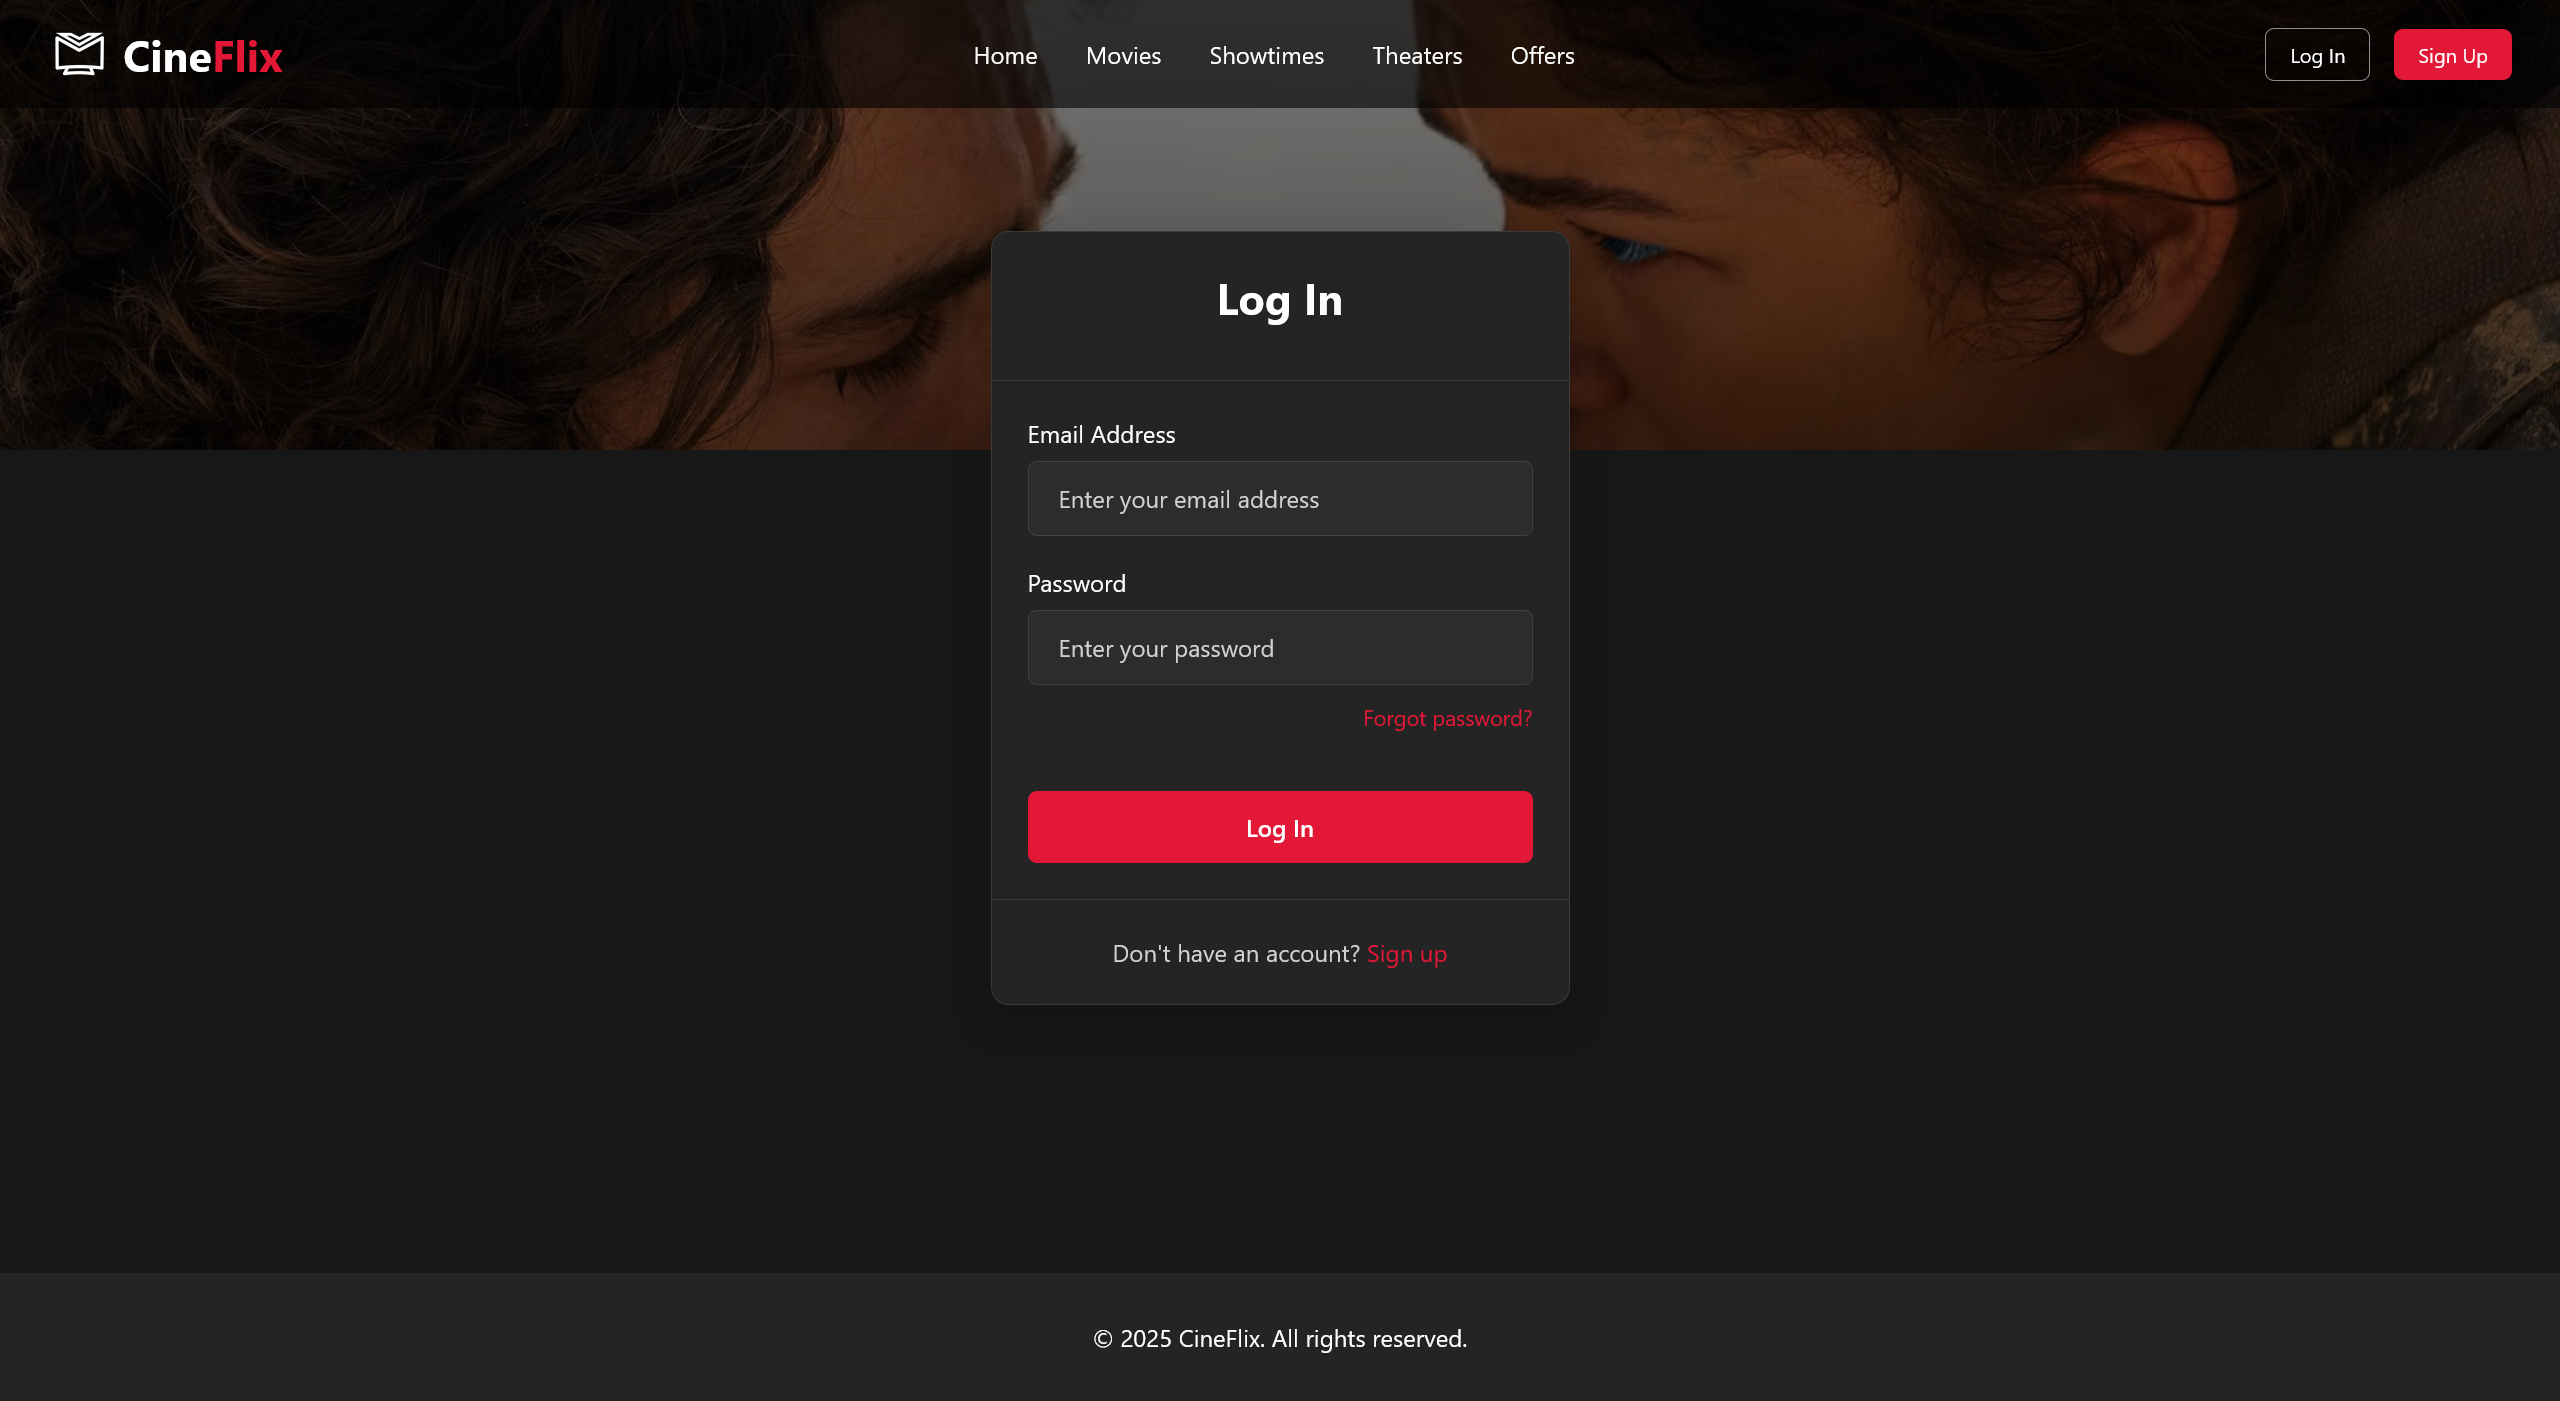 CineFlix
Home Movies Showtimes Theaters Offers
Log In Sign Up
Log In
Email Address
Enter your email address
Password
Enter your password
Forgot password?
Log In
Don't have an account? Sign up
© 2025 CineFlix. All rights reserved.